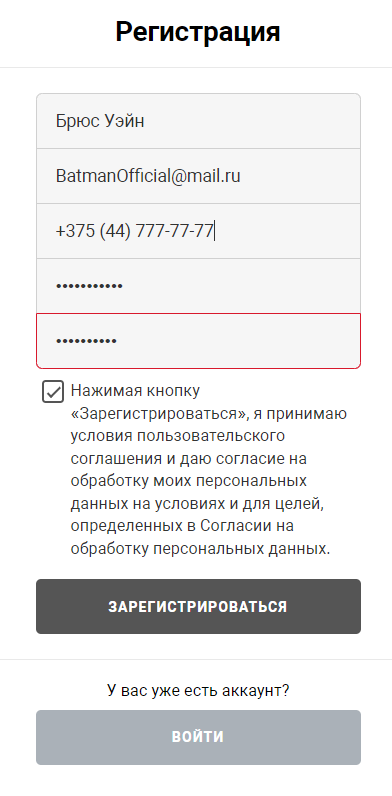 Регистрация
Брюс Уэйн
BatmanOfficial@mail.ru
+375 (44) 777-77-77
•••••••••••
••••••••••
Нажимая кнопку
«Зарегистрироваться», я принимаю
условия пользовательского
соглашения и даю согласие на
обработку моих персональных
данных на условиях и для целей,
определенных в Согласии на
обработку персональных данных.
ЗАРЕГИСТРИРОВАТЬСЯ
У вас уже есть аккаунт?
ВОЙТИ